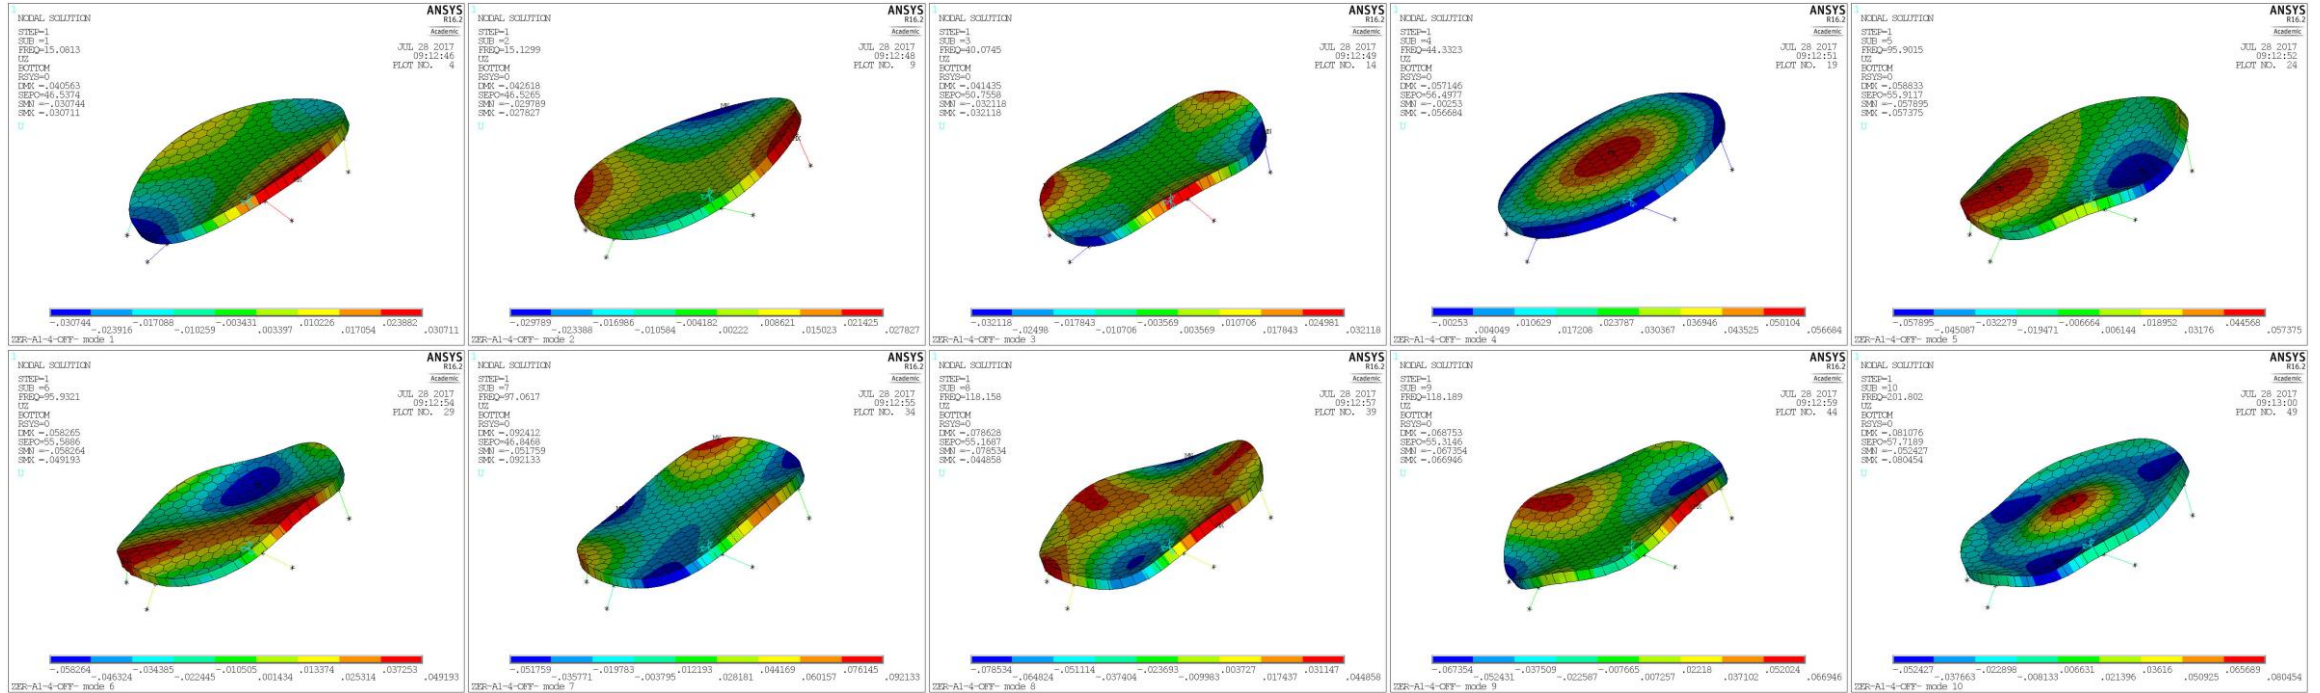 1
NODAL SOLUTION
STEP=1
SUB =1
FREQ=15.0813
UZ
BOTTOM
RSYS=0
DMX =.040563
SEPC=46.5374
SMN =-.030744
SMX =.030711
U
ANSYS
R16.2
Academic
JUL 28 2017
09:12:46
PLOT NO. 4
-.030744 -.017088 -.003431 .010226 .023882
-.023916 -.010259 .003397 .017054 .030711
ZER-A1-4-OFF- mode 1
1
NODAL SOLUTION
STEP=1
SUB =2
FREQ=15.1299
UZ
BOTTOM
RSYS=0
DMX =.042618
SEPC=46.5265
SMN =-.029789
SMX =.027827
U
ANSYS
R16.2
Academic
JUL 28 2017
09:12:48
PLOT NO. 9
MN
MX
-.029789 -.016986 -.004182 .008621 .021425
-.023388 -.010584 .00222 .015023 .027827
ZER-A1-4-OFF- mode 2
1
NODAL SOLUTION
STEP=1
SUB =3
FREQ=40.0745
UZ
BOTTOM
RSYS=0
DMX =.041435
SEPC=50.7558
SMN =-.032118
SMX =.032118
U
ANSYS
R16.2
Academic
JUL 28 2017
09:12:49
PLOT NO. 14
-.032118 -.017843 -.003569 .010706 .024981
-.02498 -.010706 .003569 .017843 .032118
ZER-A1-4-OFF- mode 3
1
NODAL SOLUTION
STEP=1
SUB =4
FREQ=44.3323
UZ
BOTTOM
RSYS=0
DMX =.057146
SEPC=56.4977
SMN =-.00253
SMX =.056684
U
ANSYS
R16.2
Academic
JUL 28 2017
09:12:51
PLOT NO. 19
-.00253 .010629 .023787 .036946 .050104
.004049 .017208 .030367 .043525 .056684
ZER-A1-4-OFF- mode 4
1
NODAL SOLUTION
STEP=1
SUB =5
FREQ=95.9015
UZ
BOTTOM
RSYS=0
DMX =.058833
SEPC=55.9117
SMN =-.057895
SMX =.057375
U
ANSYS
R16.2
Academic
JUL 28 2017
09:12:52
PLOT NO. 24
-.057895 -.032279 -.006664 .018952 .044568
-.045087 -.019471 .006144 .03176 .057375
ZER-A1-4-OFF- mode 5
1
NODAL SOLUTION
STEP=1
SUB =6
FREQ=95.9321
UZ
BOTTOM
RSYS=0
DMX =.058265
SEPC=55.5886
SMN =-.058264
SMX =.049193
U
ANSYS
R16.2
Academic
JUL 28 2017
09:12:54
PLOT NO. 29
-.058264 -.034385 -.010505 .013374 .037253
-.046324 -.022445 .001434 .025314 .049193
ZER-A1-4-OFF- mode 6
1
NODAL SOLUTION
STEP=1
SUB =7
FREQ=97.0617
UZ
BOTTOM
RSYS=0
DMX =.092412
SEPC=46.8468
SMN =-.051759
SMX =.092133
U
ANSYS
R16.2
Academic
JUL 28 2017
09:12:55
PLOT NO. 34
MX
MN
-.051759 -.019783 .012193 .044169 .076145
-.035771 -.003795 .028181 .060157 .092133
ZER-A1-4-OFF- mode 7
1
NODAL SOLUTION
STEP=1
SUB =8
FREQ=118.158
UZ
BOTTOM
RSYS=0
DMX =.078628
SEPC=55.1687
SMN =-.078534
SMX =.044858
U
ANSYS
R16.2
Academic
JUL 28 2017
09:12:57
PLOT NO. 39
MN
-.078534 -.051114 -.023693 .003727 .031147
-.064824 -.037404 -.009983 .017437 .044858
ZER-A1-4-OFF- mode 8
1
NODAL SOLUTION
STEP=1
SUB =9
FREQ=118.189
UZ
BOTTOM
RSYS=0
DMX =.068753
SEPC=55.3146
SMN =-.067354
SMX =.066946
U
ANSYS
R16.2
Academic
JUL 28 2017
09:12:59
PLOT NO. 44
-.067354 -.037509 -.007665 .02218 .052024
-.052431 -.022587 .007257 .037102 .066946
ZER-A1-4-OFF- mode 9
1
NODAL SOLUTION
STEP=1
SUB =10
FREQ=201.802
UZ
BOTTOM
RSYS=0
DMX =.081076
SEPC=57.7189
SMN =-.052427
SMX =.080454
U
ANSYS
R16.2
Academic
JUL 28 2017
09:13:00
PLOT NO. 49
-.052427 -.022898 .006631 .03616 .065689
-.037663 -.008133 .021396 .050925 .080454
ZER-A1-4-OFF- mode 10